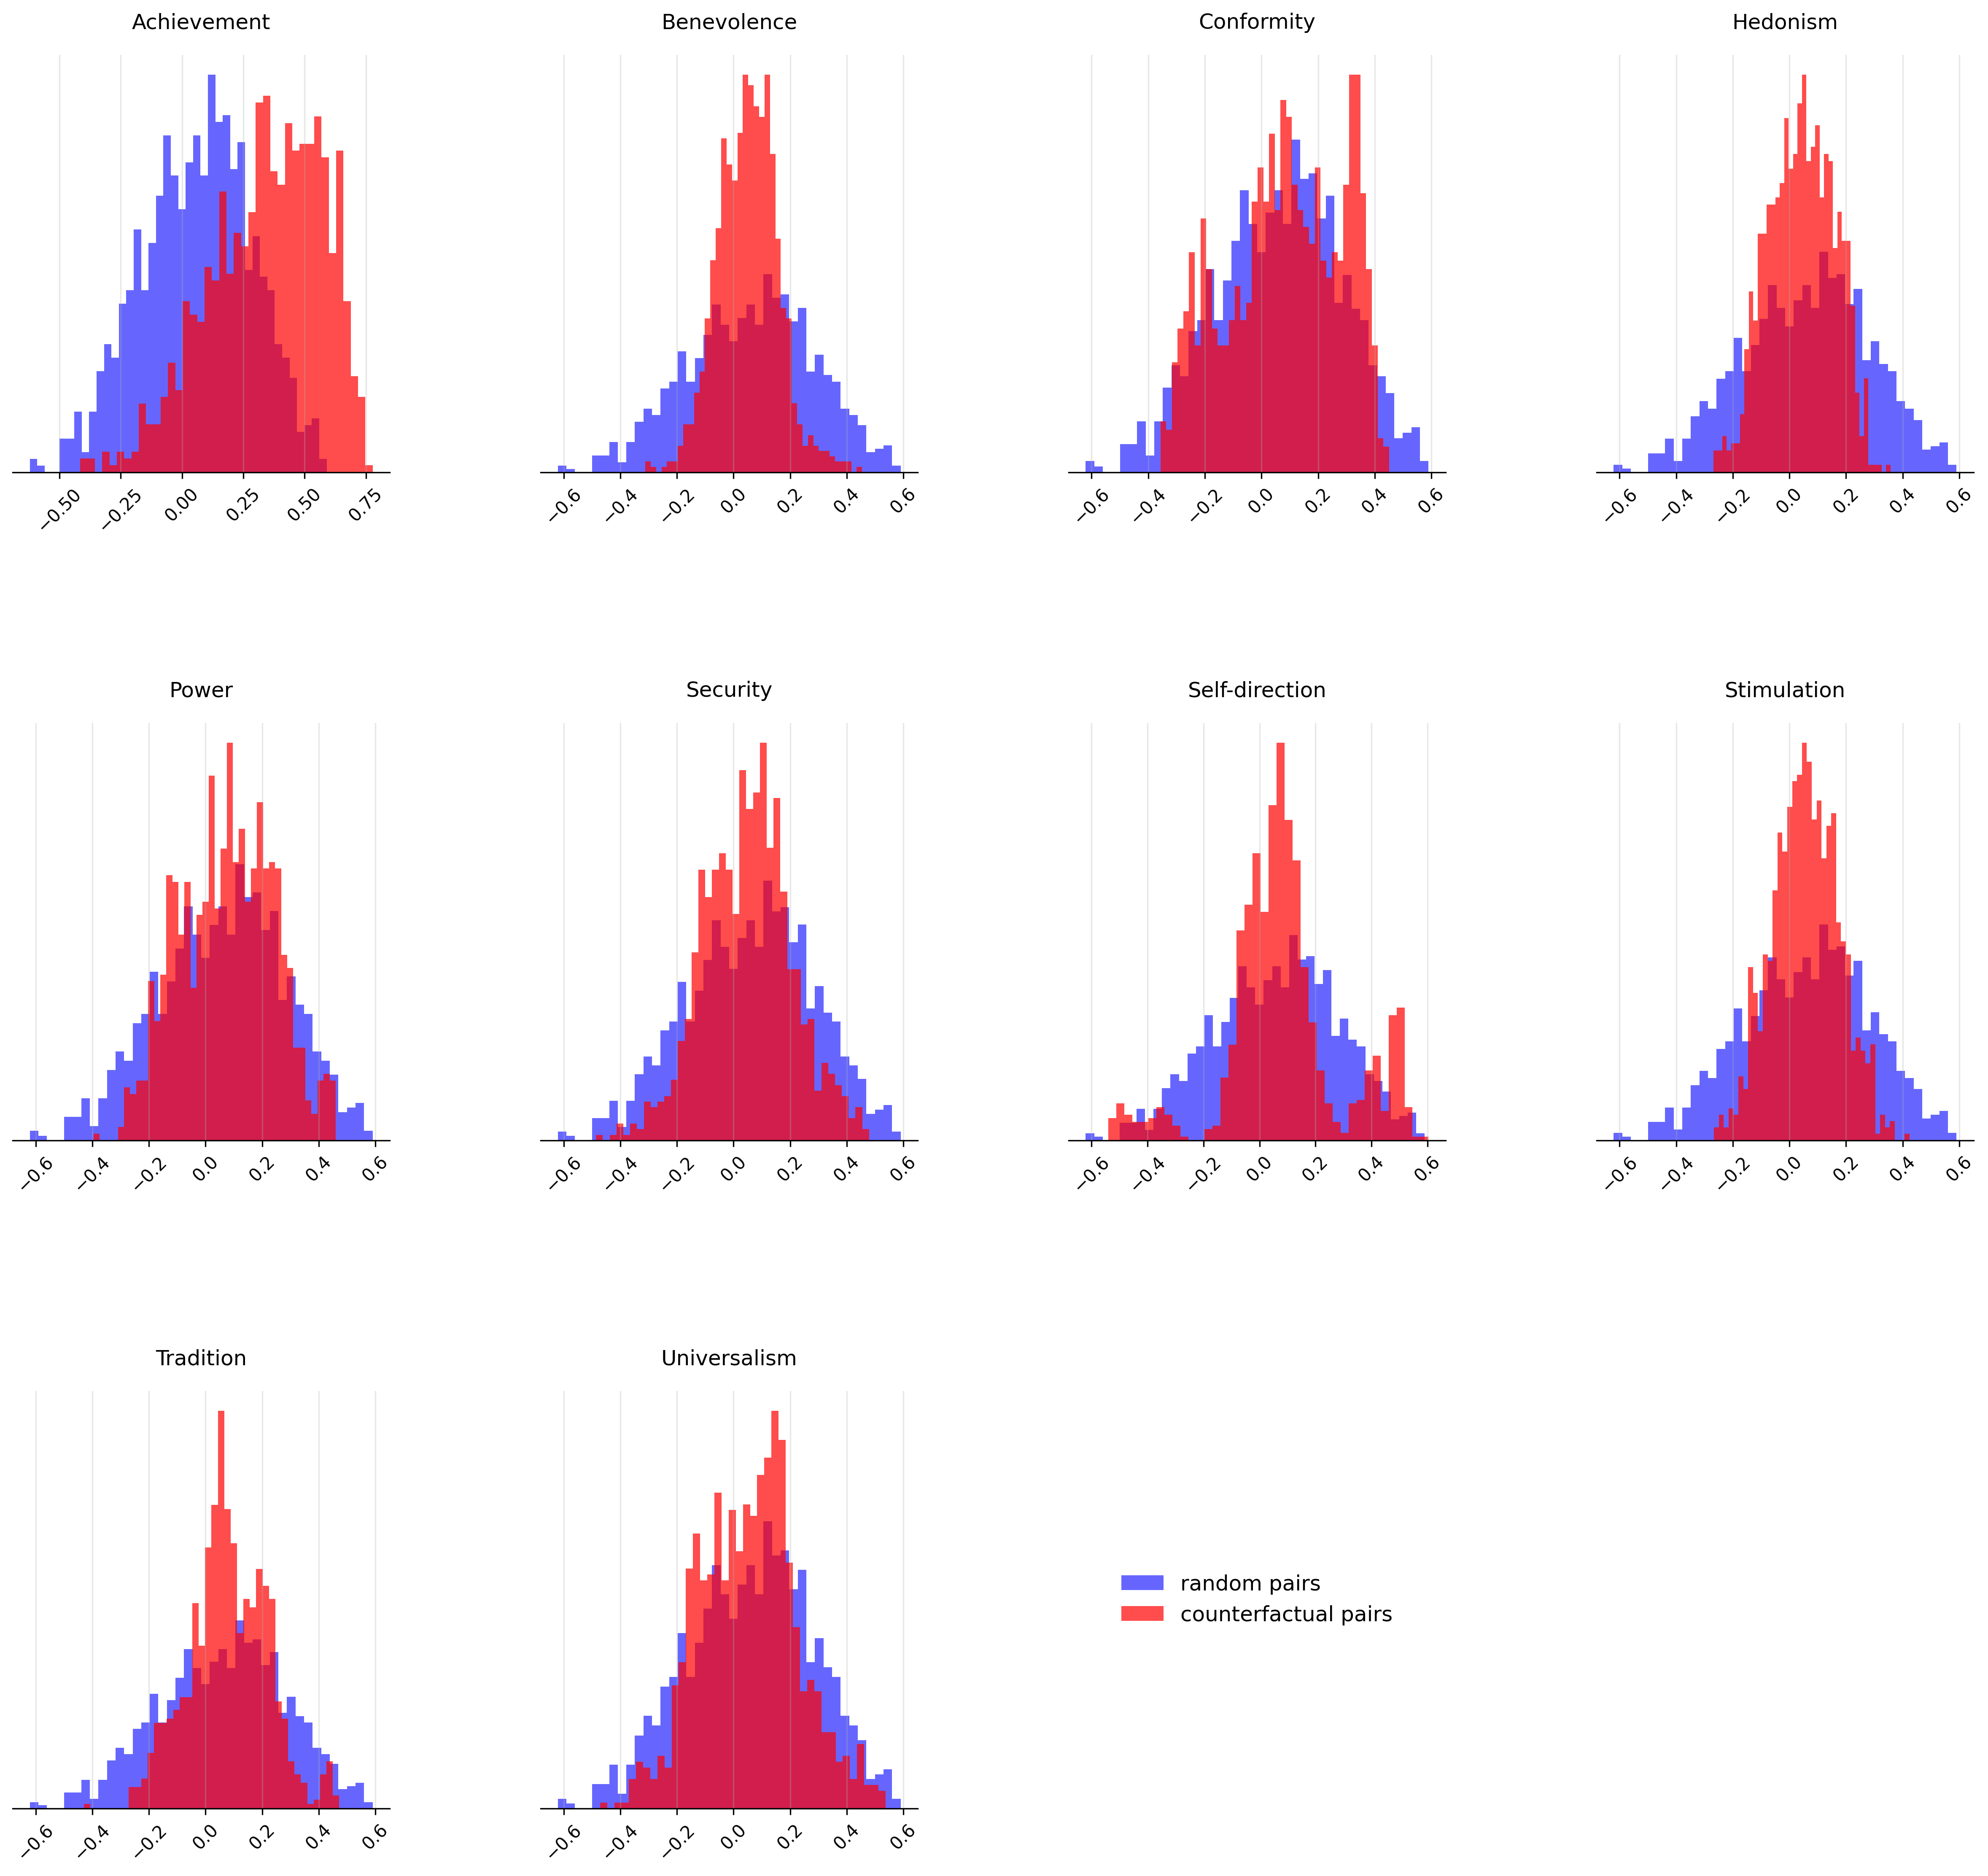 Achievement Benevolence Conformity Hedonism
−0.50 −0.25 0.00 0.25 0.50 0.75 −0.6 −0.4 −0.2 0.0 0.2 0.4 0.6 −0.6 −0.4 −0.2 0.0 0.2 0.4 0.6 −0.6 −0.4 −0.2 0.0 0.2 0.4 0.6
Power Security Self-direction Stimulation
−0.6 −0.4 −0.2 0.0 0.2 0.4 0.6 −0.6 −0.4 −0.2 0.0 0.2 0.4 0.6 −0.6 −0.4 −0.2 0.0 0.2 0.4 0.6 −0.6 −0.4 −0.2 0.0 0.2 0.4 0.6
Tradition Universalism
random pairs
counterfactual pairs
−0.6 −0.4 −0.2 0.0 0.2 0.4 0.6 −0.6 −0.4 −0.2 0.0 0.2 0.4 0.6